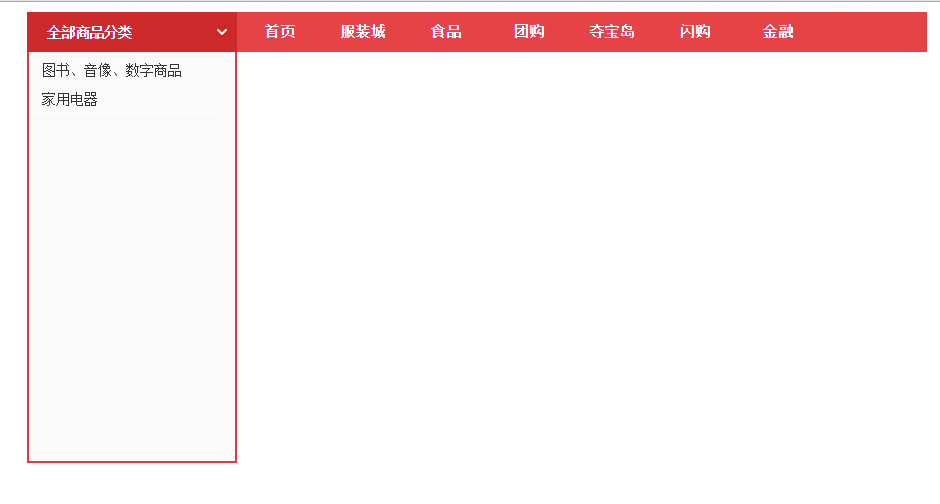 全部商品分类 首页 服装城 食品 团购 夺宝岛 闪购 金融
图书、音像、数字商品
家用电器